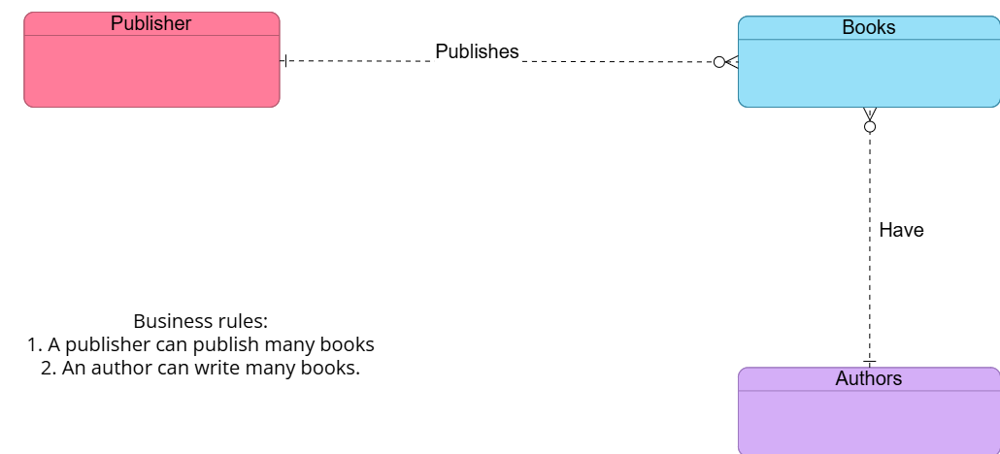 Publisher
Books
Publishes
Have
Business rules:
1. A publisher can publish many books
2. An author can write many books.
Authors